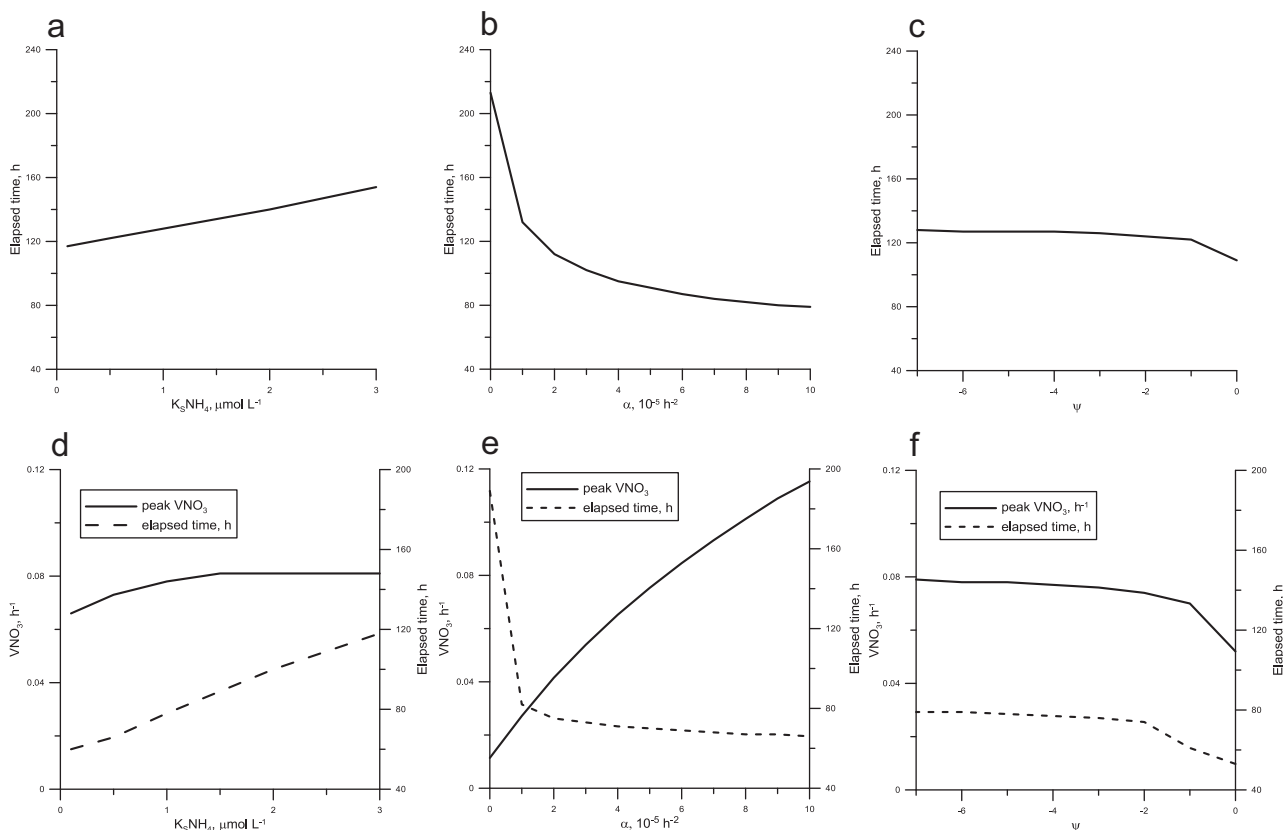 a
240
200
160
120
80
40
Elapsed time, h
0
1
2
3
KSNH4, μmol L-1
b
240
200
160
120
80
40
Elapsed time, h
0
2
4
6
8
10
α, 10-5 h-2
c
240
200
160
120
80
40
Elapsed time, h
-6
-4
-2
0
ψ
d
0.12
0.08
0.04
0
VNO3, h-1
peak VNO3
elapsed time, h
200
160
120
80
40
Elapsed time, h
0
1
2
3
KSNH4, μmol L-1
e
0.12
0.08
0.04
0
VNO3, h-1
peak VNO3
elapsed time, h
200
160
120
80
40
Elapsed time, h
0
2
4
6
8
10
α, 10-5 h-2
f
0.12
0.08
0.04
0
VNO3, h-1
peak VNO3, h-1
elapsed time, h
200
160
120
80
40
Elapsed time, h
-6
-4
-2
0
ψ